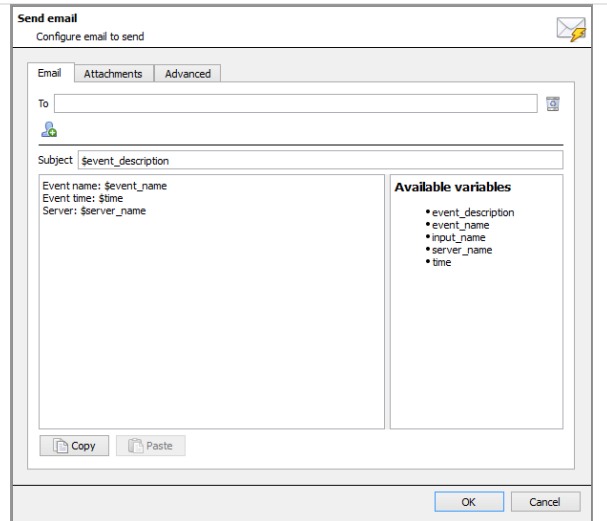 Send email
Configure email to send
Email Attachments Advanced
To
Subject $event_description
Event name: $event_name
Event time: $time
Server: $server_name
Available variables
• event_description
• event_name
• input_name
• server_name
• time
Copy Paste
OK Cancel